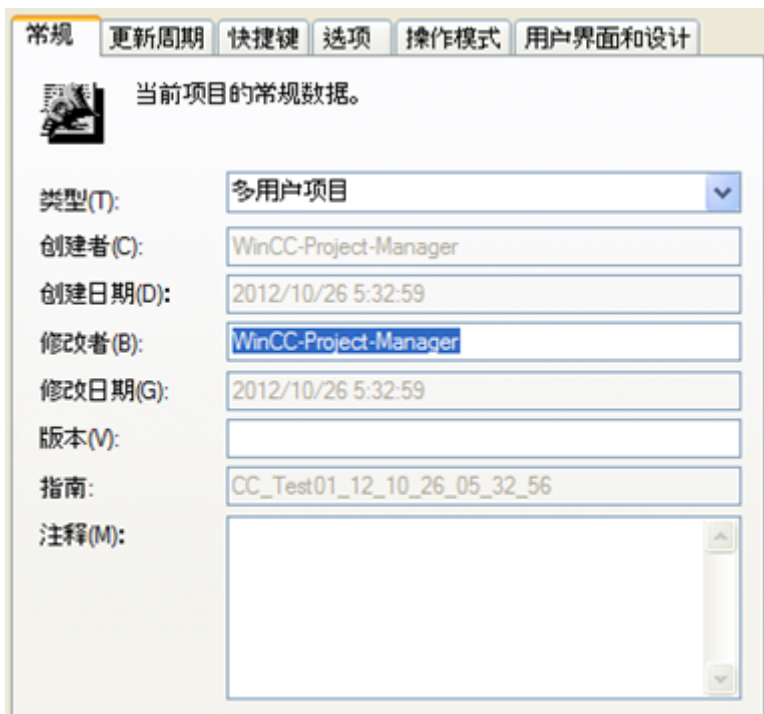 常规 更新周期 快捷键 选项 操作模式 用户界面和设计
当前项目的常规数据。
类型(T): 多用户项目
创建者(C): WinCC-Project-Manager
创建日期(D): 2012/10/26 5:32:59
修改者(B): WinCC-Project-Manager
修改日期(G): 2012/10/26 5:32:59
版本(V):
指南: CC_Test01_12_10_26_05_32_56
注释(M):